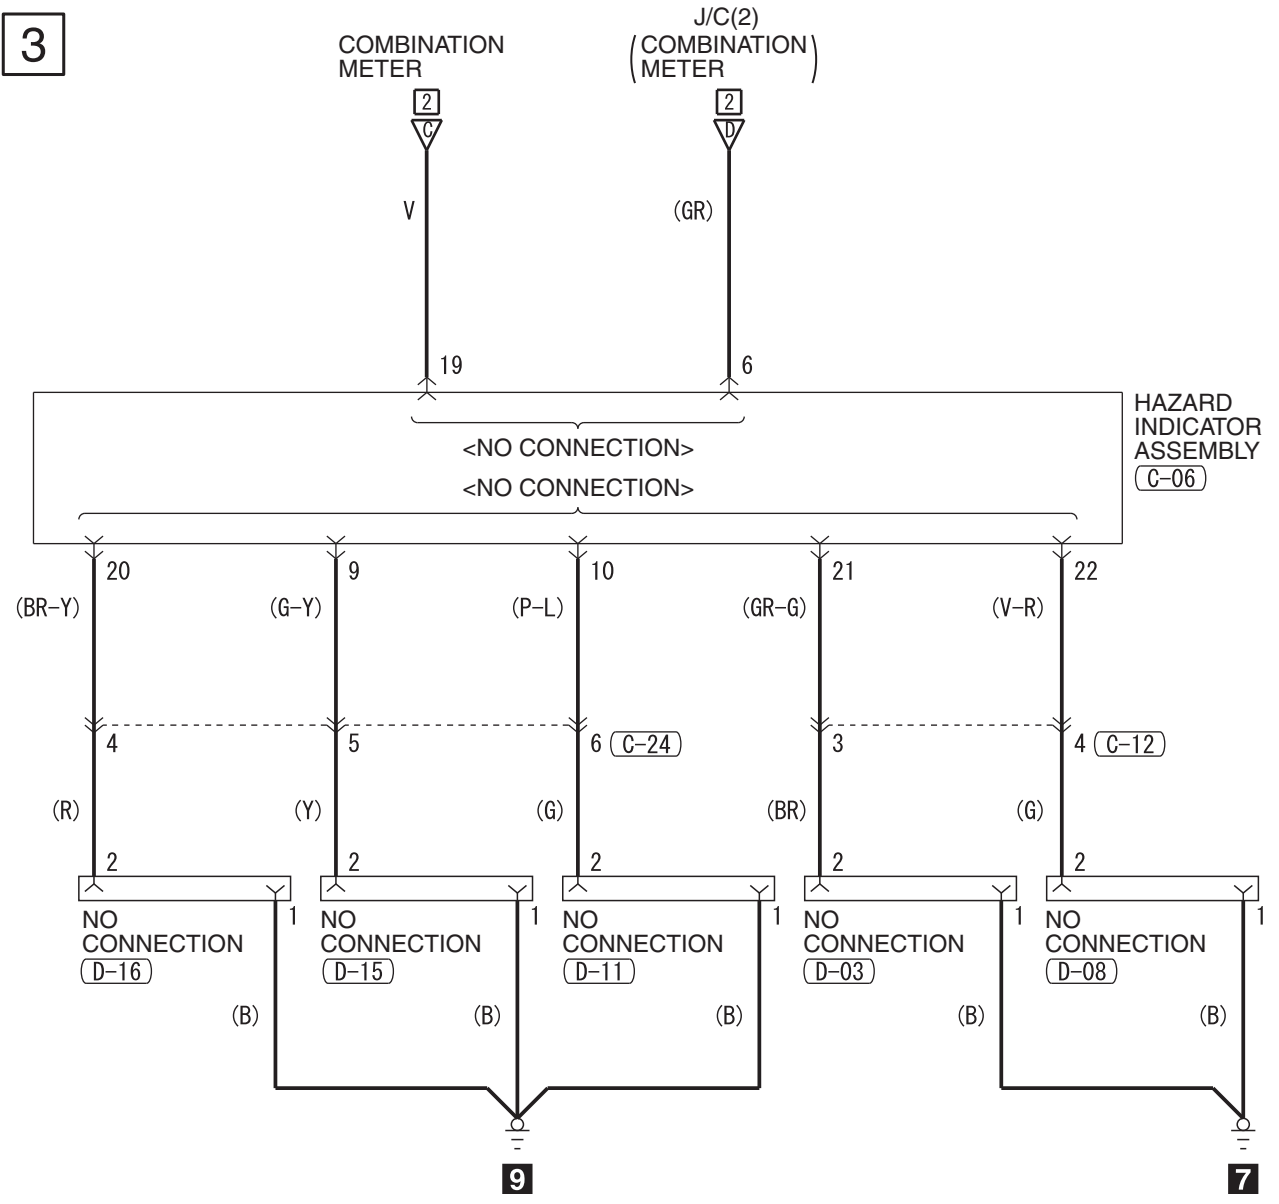 3
COMBINATION
METER
J/C(2)
(COMBINATION
METER)
2
C
2
D
V
(GR)
19
6
<NO CONNECTION>
<NO CONNECTION>
HAZARD
INDICATOR
ASSEMBLY
C-06
20
9
10
21
22
(BR-Y)
(G-Y)
(P-L)
(GR-G)
(V-R)
4
5
6
C-24
3
4
C-12
(R)
(Y)
(G)
(BR)
(G)
2
2
2
2
2
1
1
1
1
1
NO
CONNECTION
D-16
NO
CONNECTION
D-15
NO
CONNECTION
D-11
NO
CONNECTION
D-03
NO
CONNECTION
D-08
(B)
(B)
(B)
(B)
(B)
9
7